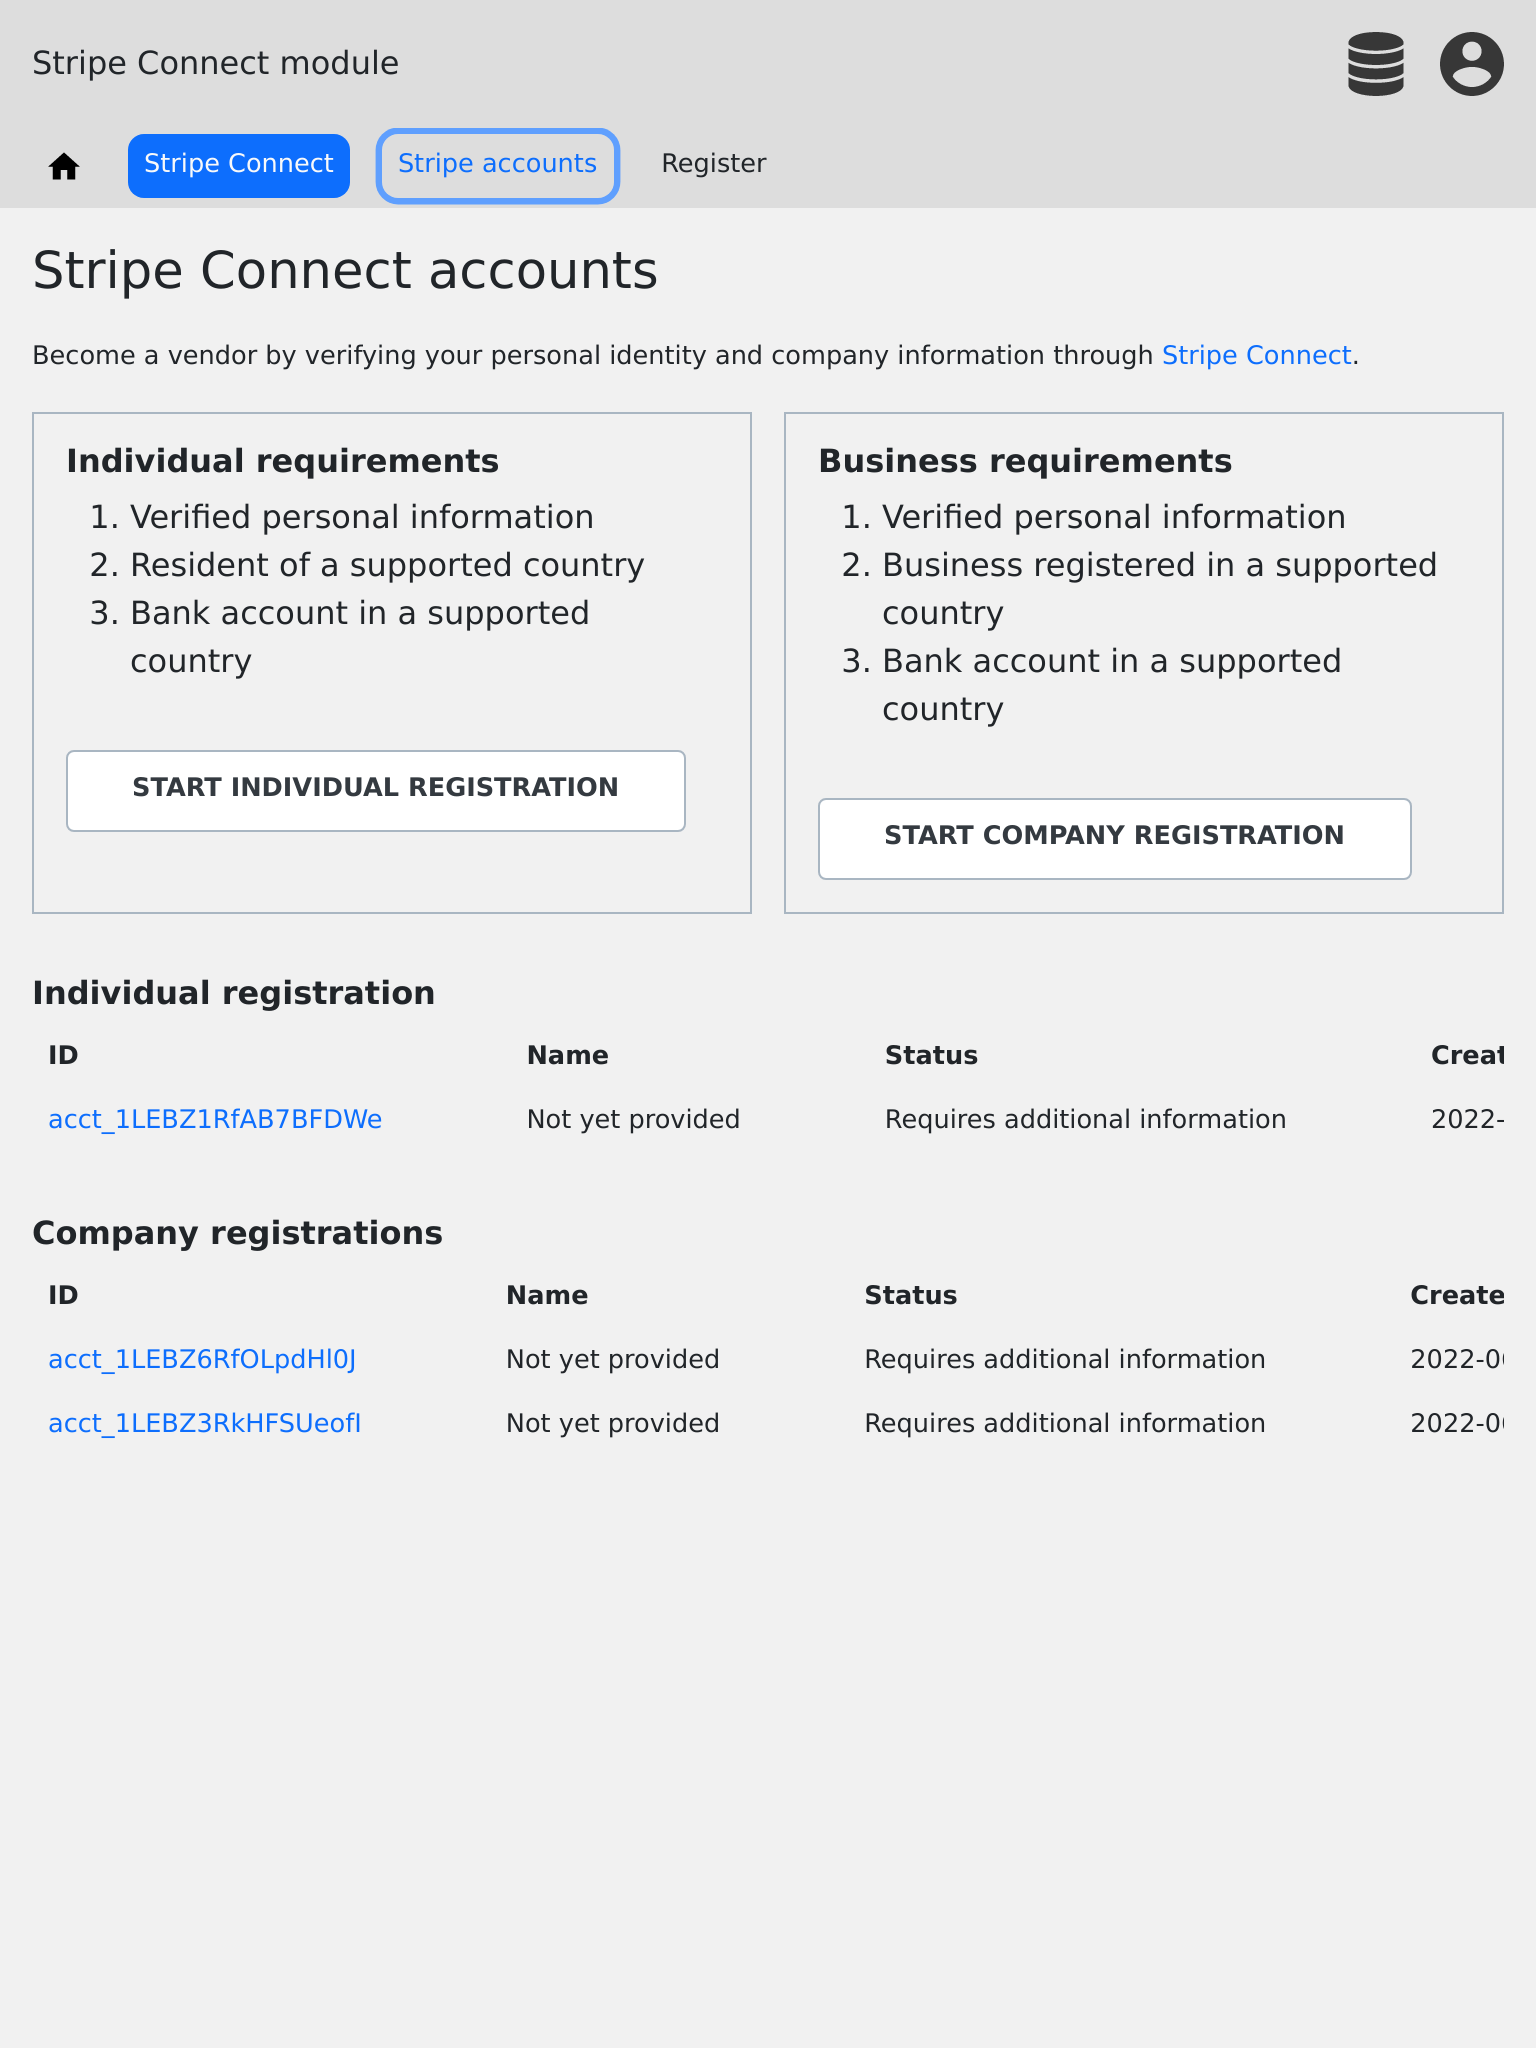 Stripe Connect module
Stripe Connect Stripe accounts Register
Stripe Connect accounts
Become a vendor by verifying your personal identity and company information through Stripe Connect.
Individual requirements
1. Verified personal information
2. Resident of a supported country
3. Bank account in a supported
country
START INDIVIDUAL REGISTRATION
Business requirements
1. Verified personal information
2. Business registered in a supported
country
3. Bank account in a supported
country
START COMPANY REGISTRATION
Individual registration
ID Name Status Creat
acct_1LEBZ1RfAB7BFDWe Not yet provided Requires additional information 2022-
Company registrations
ID Name Status Create
acct_1LEBZ6RfOLpdHl0J Not yet provided Requires additional information 2022-0
acct_1LEBZ3RkHFSUeofI Not yet provided Requires additional information 2022-0